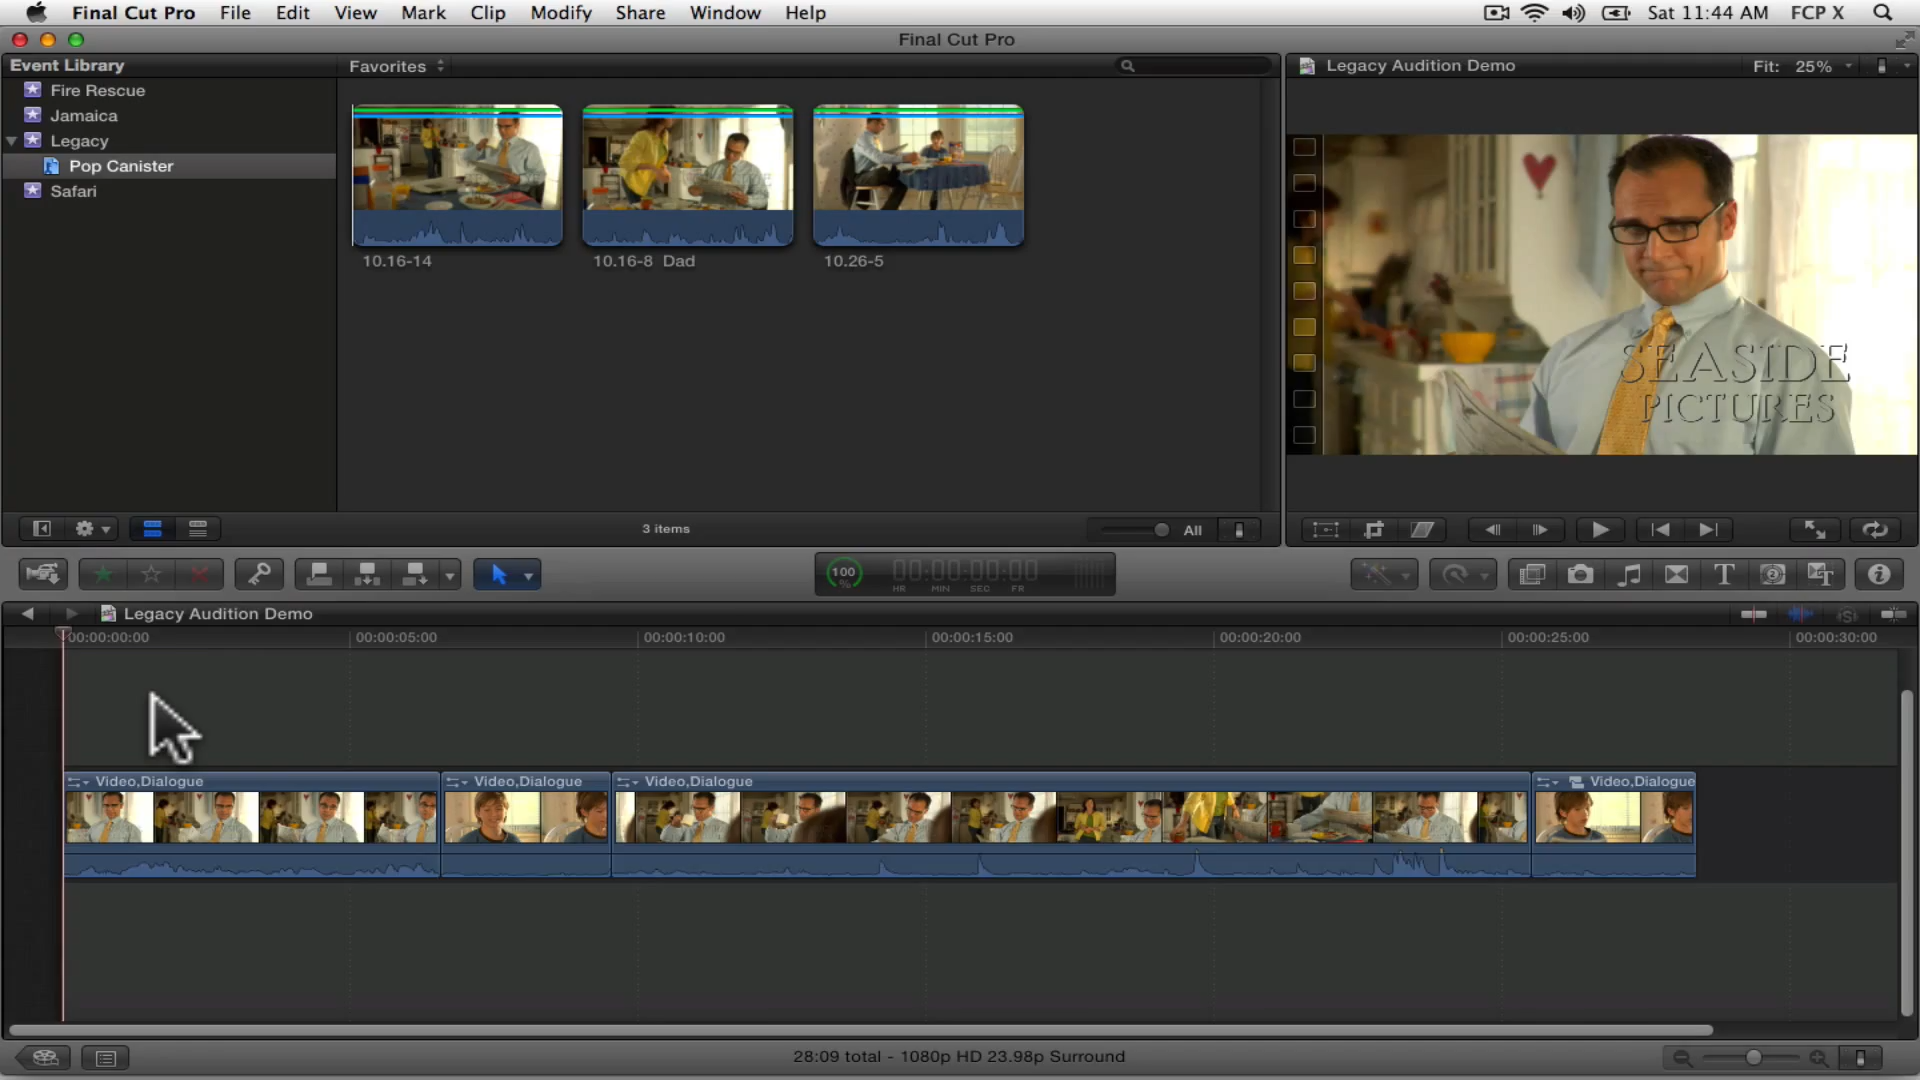 Final Cut Pro File Edit View Mark Clip Modify Share Window Help Sat 11:44 AM FCP X
Final Cut Pro
Event Library
Favorites
Legacy Audition Demo
Fit: 25%
Fire Rescue
Jamaica
Legacy
Pop Canister
Safari
10.16-14
10.16-8 Dad
10.26-5
SEASIDE
PICTURES
3 items
All
100
%
00:00:00:00
HR MIN SEC FR
Legacy Audition Demo
00:00:00:00 00:00:05:00 00:00:10:00 00:00:15:00 00:00:20:00 00:00:25:00 00:00:30:00
Video,Dialogue Video,Dialogue Video,Dialogue Video,Dialogue
28:09 total - 1080p HD 23.98p Surround